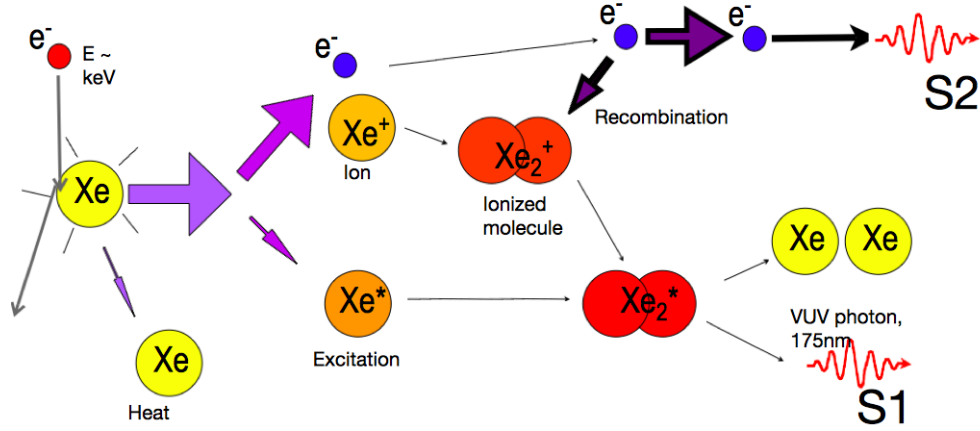 e⁻
E ~
keV
e⁻
e⁻
e⁻
S2
Xe⁺
Ion
Recombination
Xe₂⁺
Ionized
molecule
Xe
Xe Xe
Xe*
Excitation
Xe₂*
VUV photon,
175nm
S1
Xe
Heat